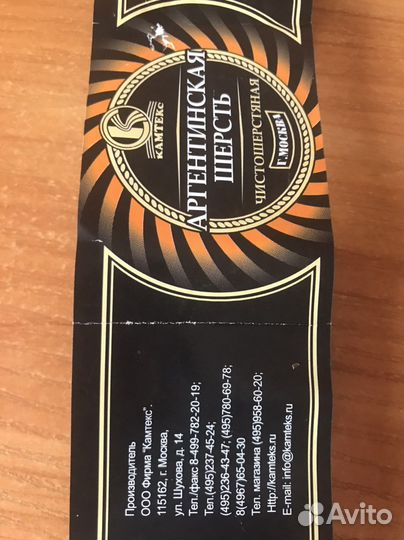 КАМТЕКС
АРГЕНТИНСКАЯ
ШЕРСТЬ
ЧИСТОШЕРСТЯНАЯ
Г. МОСКВА
Производитель
ООО Фирма "Камтекс".
115162, г. Москва,
ул. Шухова, д. 14
Тел./факс 8-499-782-20-19;
Тел.(495)237-45-24;
(495)236-43-47; (495)780-69-78;
8(4967)65-04-30
Тел. магазина (495)958-60-20;
Http://kamteks.ru
E-mail: info@kamteks.ru
Avito